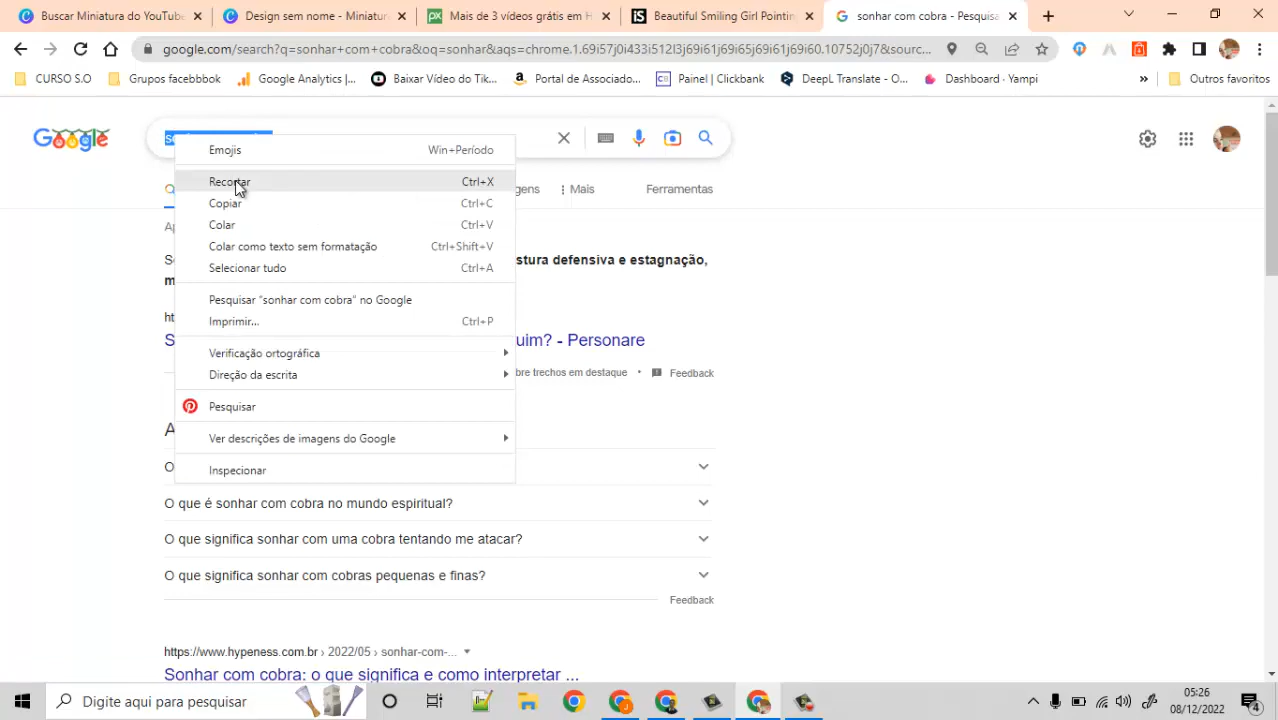 Buscar Miniatura do YouTube
Design sem nome - Miniatur
Mais de 3 vídeos grátis em H
Beautiful Smiling Girl Pointin
sonhar com cobra - Pesquisa
google.com/search?q=sonhar+com+cobra&oq=sonhar&aqs=chrome.1.69i57j0i433i512l3j69i61j69i65j69i61j69i60.10752j0j7&sourc...
CURSO S.O
Grupos facebbbok
Google Analytics |...
Baixar Vídeo do Tik...
Portal de Associado...
Painel | Clickbank
DeepL Translate - O...
Dashboard · Yampi
»
Outros favoritos
Google
Emojis Win+Período
Recortar Ctrl+X
Copiar Ctrl+C
Colar Ctrl+V
Colar como texto sem formatação Ctrl+Shift+V
Selecionar tudo Ctrl+A
Pesquisar "sonhar com cobra" no Google
Imprimir... Ctrl+P
Verificação ortográfica
Direção da escrita
Pesquisar
Ver descrições de imagens do Google
Inspecionar
gens
Mais
Ferramentas
stura defensiva e estagnação,
uim? - Personare
bre trechos em destaque • Feedback
O que é sonhar com cobra no mundo espiritual?
O que significa sonhar com uma cobra tentando me atacar?
O que significa sonhar com cobras pequenas e finas?
Feedback
https://www.hypeness.com.br › 2022/05 › sonhar-com-...
Sonhar com cobra: o que significa e como interpretar ...
Digite aqui para pesquisar
05:26
08/12/2022
4